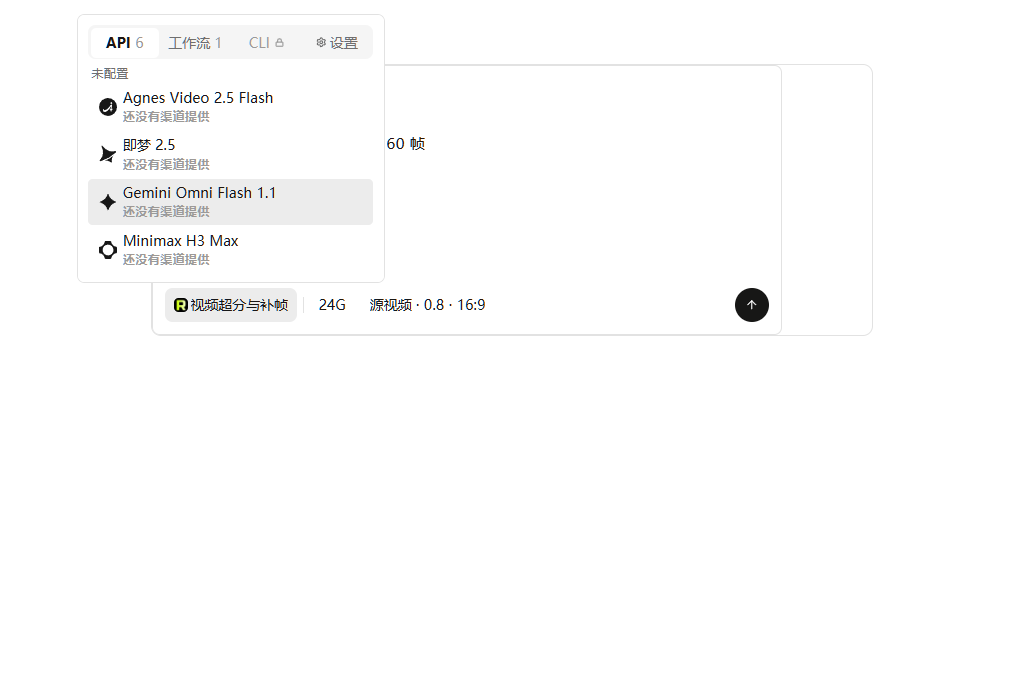 API 6 工作流 1 CLI 设置
未配置
Agnes Video 2.5 Flash
还没有渠道提供
即梦 2.5
还没有渠道提供
60 帧
Gemini Omni Flash 1.1
还没有渠道提供
Minimax H3 Max
还没有渠道提供
R 视频超分与补帧 24G 源视频 · 0.8 · 16:9